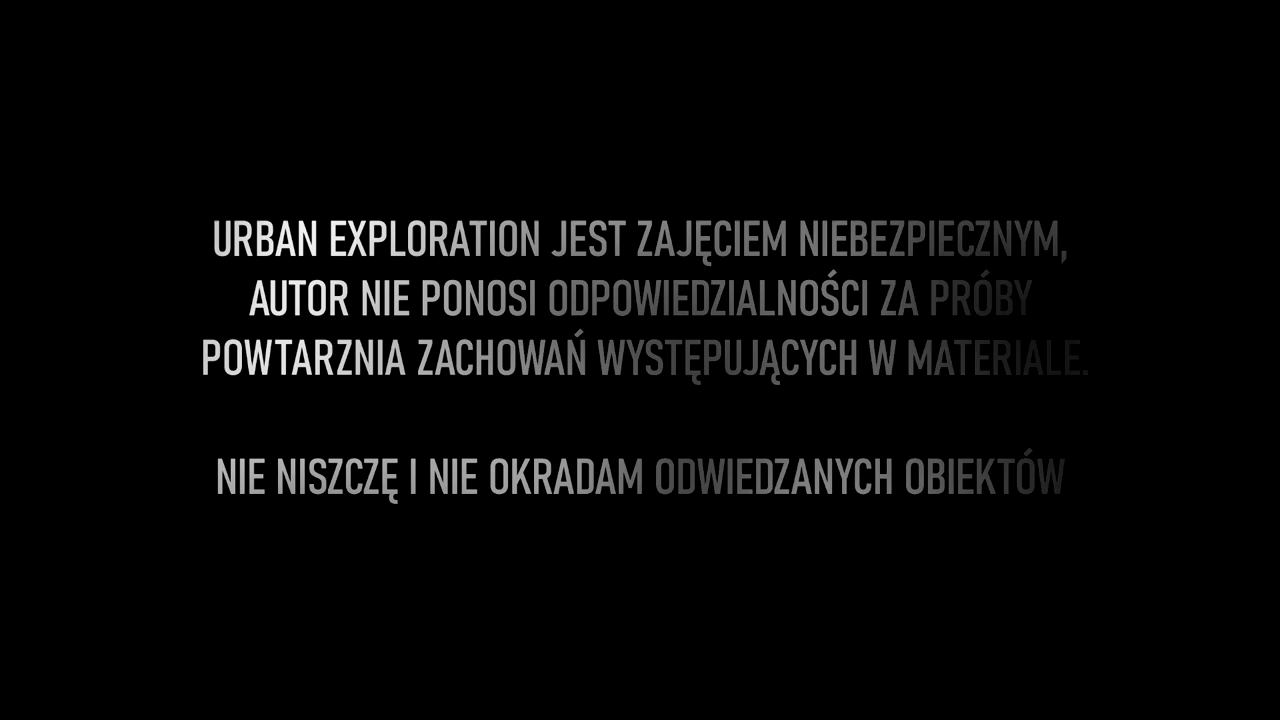 URBAN EXPLORATION JEST ZAJĘCIEM NIEBEZPIECZNYM,
AUTOR NIE PONOSI ODPOWIEDZIALNOŚCI ZA PRÓBY
POWTARZNIA ZACHOWAŃ WYSTĘPUJĄCYCH W MATERIALE.
NIE NISZCZĘ I NIE OKRADAM ODWIEDZANYCH OBIEKTÓW